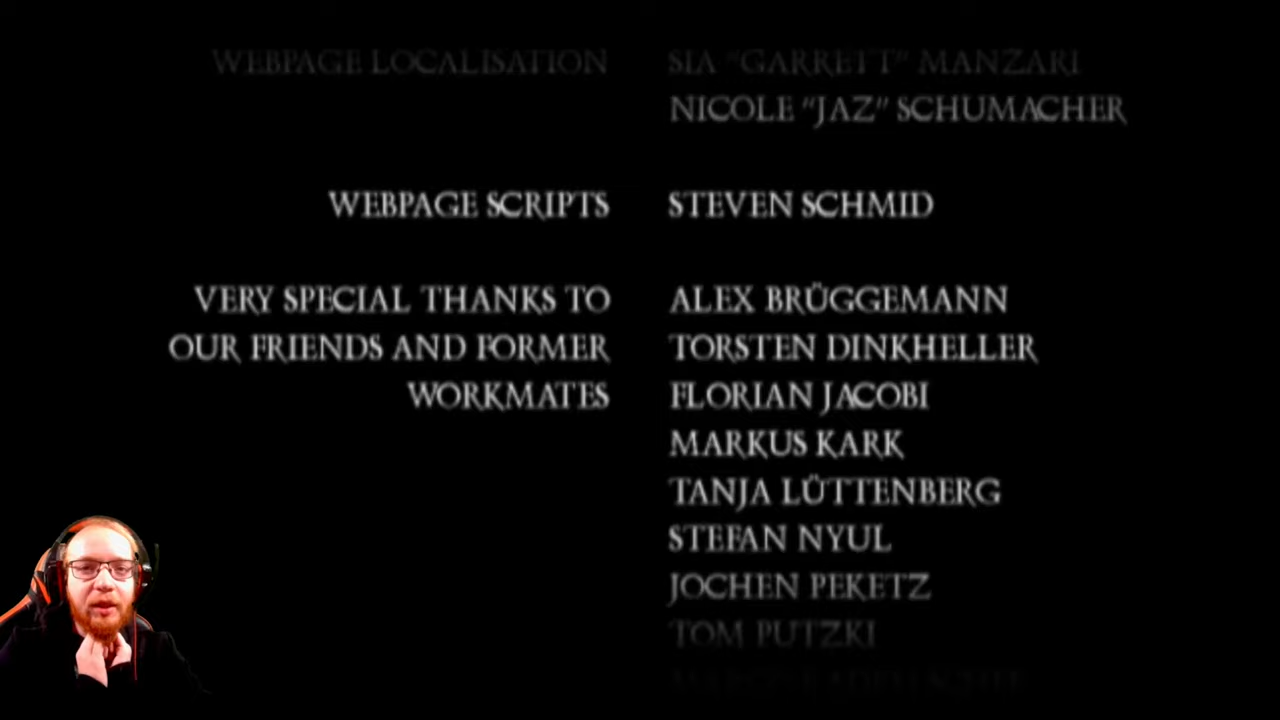 WEBPAGE LOCALISATION SIA "GARRETT" MANZARI
NICOLE "JAZ" SCHUMACHER
WEBPAGE SCRIPTS STEVEN SCHMID
VERY SPECIAL THANKS TO ALEX BRÜGGEMANN
OUR FRIENDS AND FORMER TORSTEN DINKHELLER
WORKMATES FLORIAN JACOBI
MARKUS KARK
TANJA LÜTTENBERG
STEFAN NYUL
JOCHEN PEKETZ
TOM PUTZKI